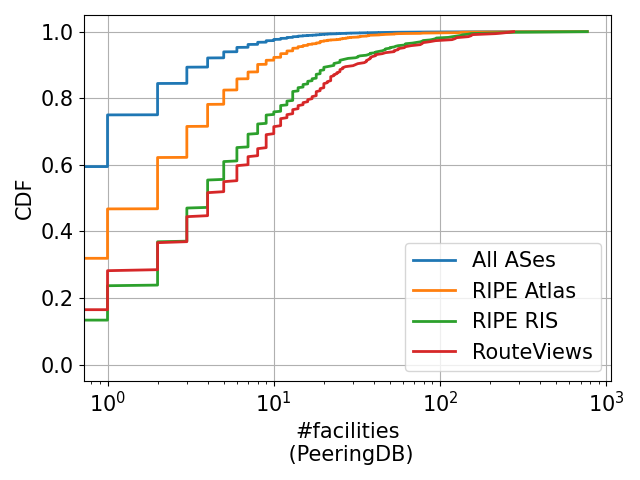 1.0
0.8
0.6
0.4
0.2
0.0
CDF
All ASes
RIPE Atlas
RIPE RIS
RouteViews
10⁰ 10¹ 10² 10³
#facilities
(PeeringDB)